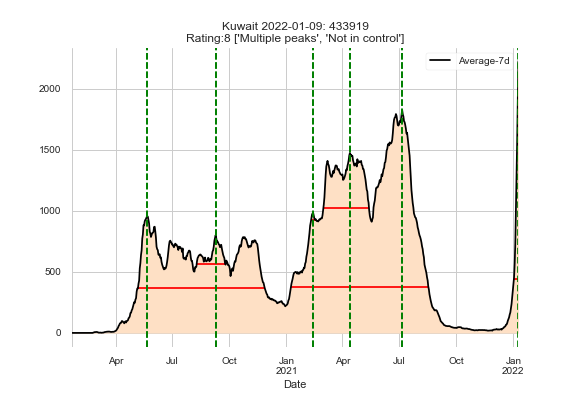 Kuwait 2022-01-09: 433919
Rating:8 ['Multiple peaks', 'Not in control']
Average-7d
2000
1500
1000
500
0
Apr Jul Oct Jan Apr Jul Oct Jan
2021 2022
Date